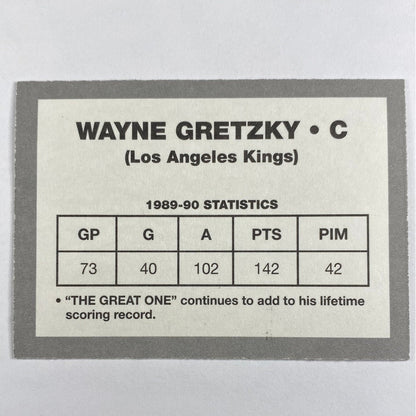 WAYNE GRETZKY • C
(Los Angeles Kings)
1989-90 STATISTICS
GP G A PTS PIM
73 40 102 142 42
• “THE GREAT ONE” continues to add to his lifetime
scoring record.